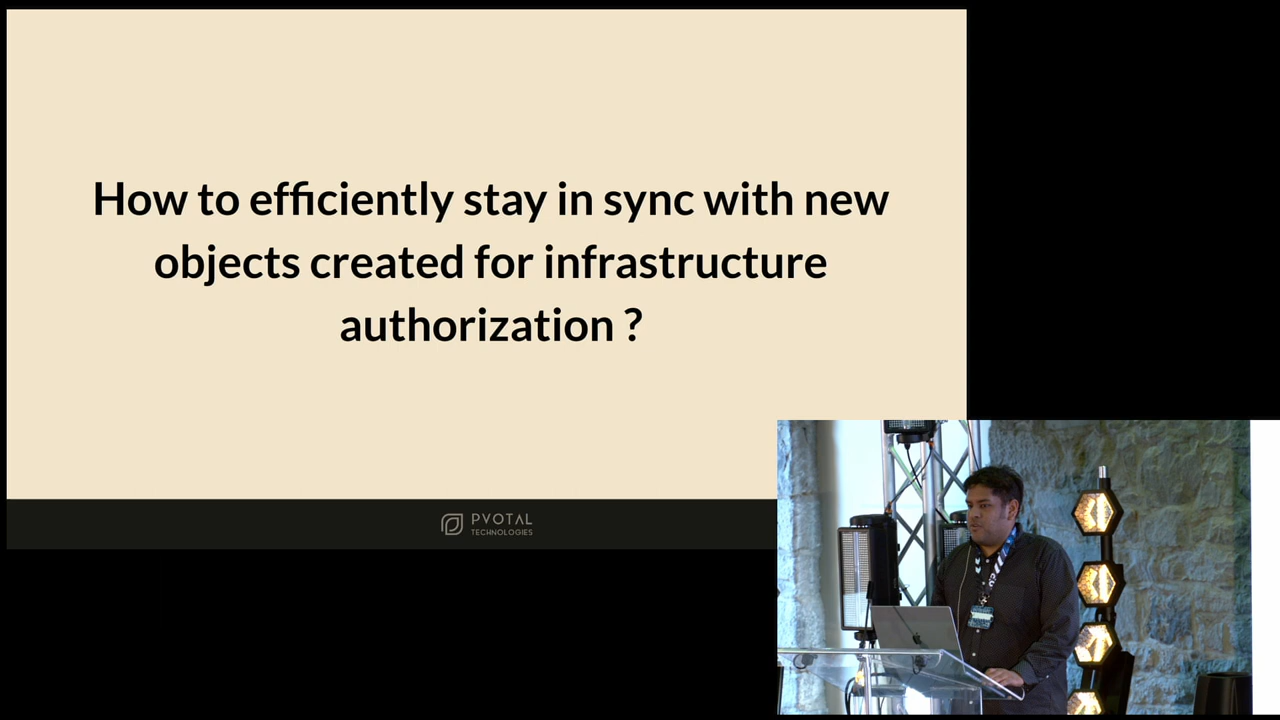 How to efficiently stay in sync with new
objects created for infrastructure
authorization ?
PVOTAL
TECHNOLOGIES